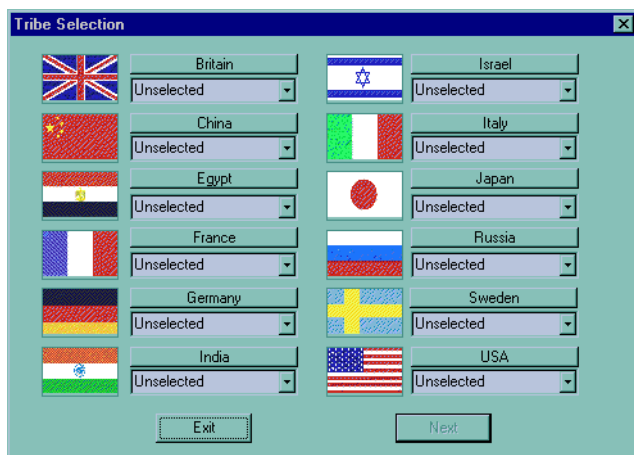 Tribe Selection
Britain
Unselected
Israel
Unselected
China
Unselected
Italy
Unselected
Egypt
Unselected
Japan
Unselected
France
Unselected
Russia
Unselected
Germany
Unselected
Sweden
Unselected
India
Unselected
USA
Unselected
Exit
Next